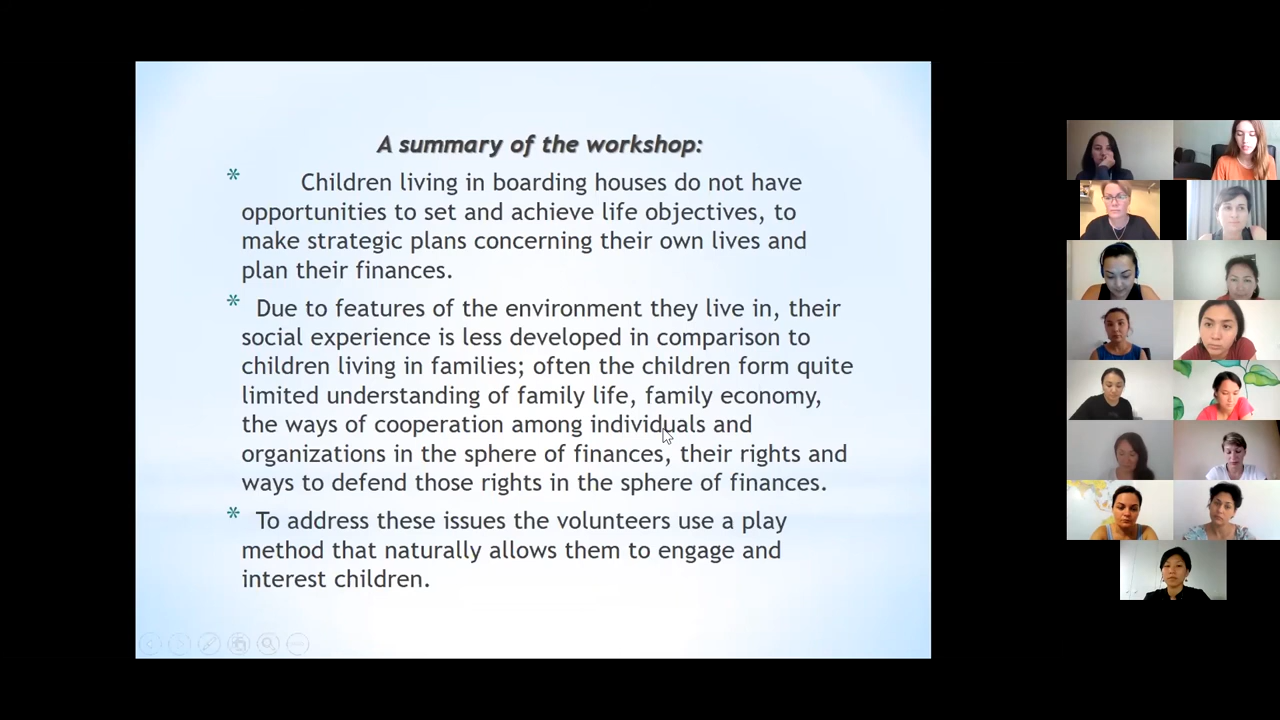 A summary of the workshop:
* Children living in boarding houses do not have
opportunities to set and achieve life objectives, to
make strategic plans concerning their own lives and
plan their finances.
* Due to features of the environment they live in, their
social experience is less developed in comparison to
children living in families; often the children form quite
limited understanding of family life, family economy,
the ways of cooperation among individuals and
organizations in the sphere of finances, their rights and
ways to defend those rights in the sphere of finances.
* To address these issues the volunteers use a play
method that naturally allows them to engage and
interest children.